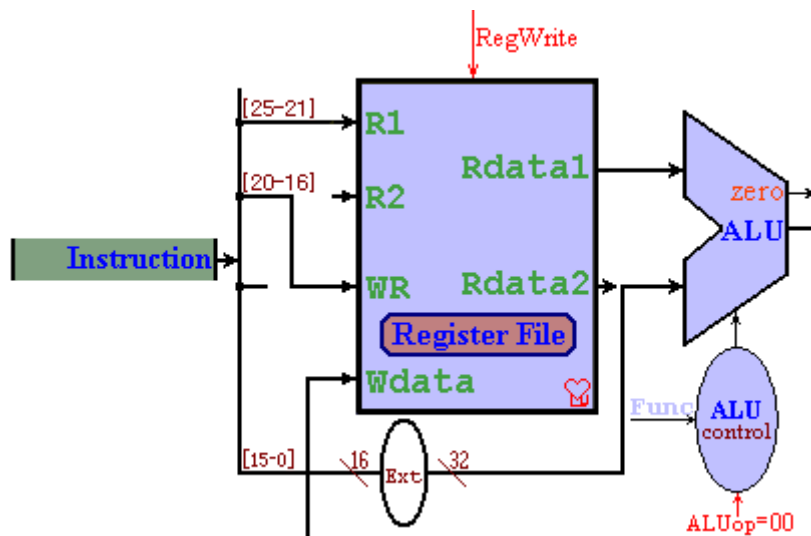 RegWrite
[25-21]
R1
Rdata1
[20-16]
R2
zero
ALU
Instruction
WR
Rdata2
Register File
Wdata
Func
ALU
control
[15-0]
16
Ext
32
ALUop=00